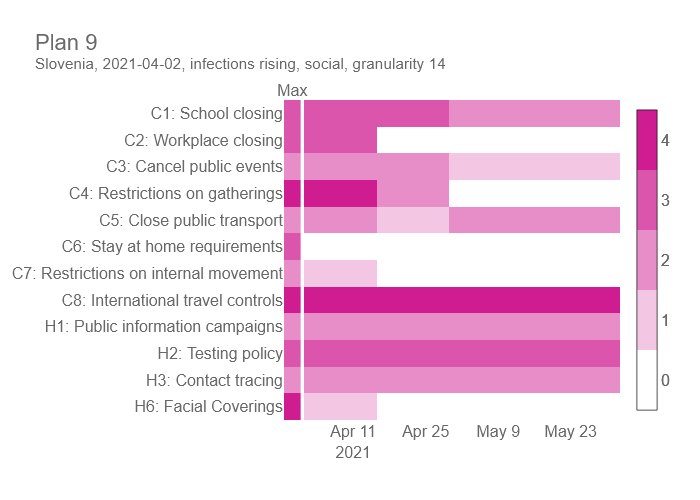 Plan 9
Slovenia, 2021-04-02, infections rising, social, granularity 14
Max
C1: School closing
C2: Workplace closing
C3: Cancel public events
C4: Restrictions on gatherings
C5: Close public transport
C6: Stay at home requirements
C7: Restrictions on internal movement
C8: International travel controls
H1: Public information campaigns
H2: Testing policy
H3: Contact tracing
H6: Facial Coverings
Apr 11 Apr 25 May 9 May 23
2021
4
3
2
1
0